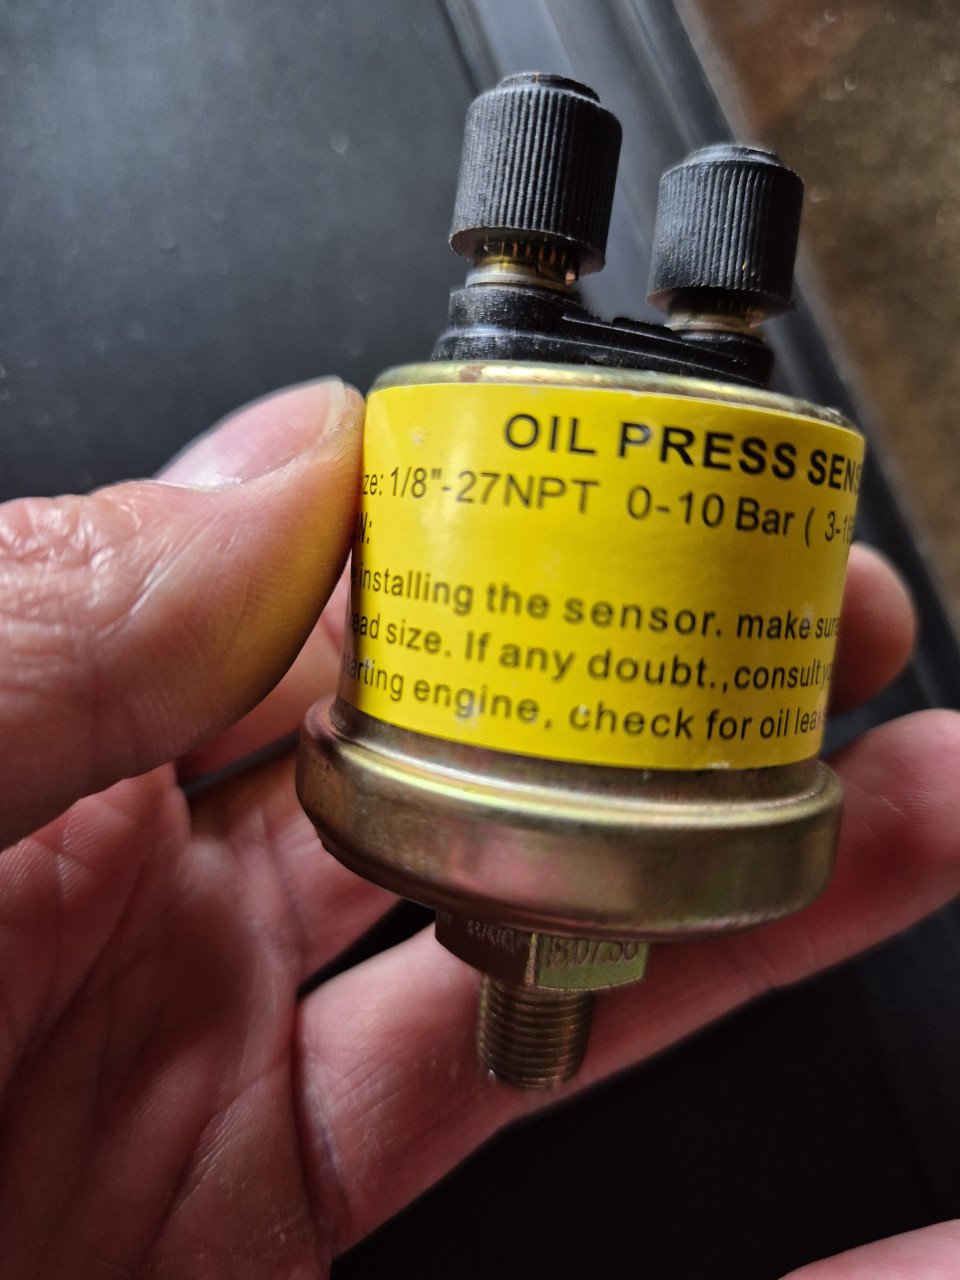 OIL PRESS SENS
ze: 1/8"-27NPT 0-10 Bar ( 3-1
N:
installing the sensor. make sure
ead size. If any doubt.,consult
arting engine, check for oil lea